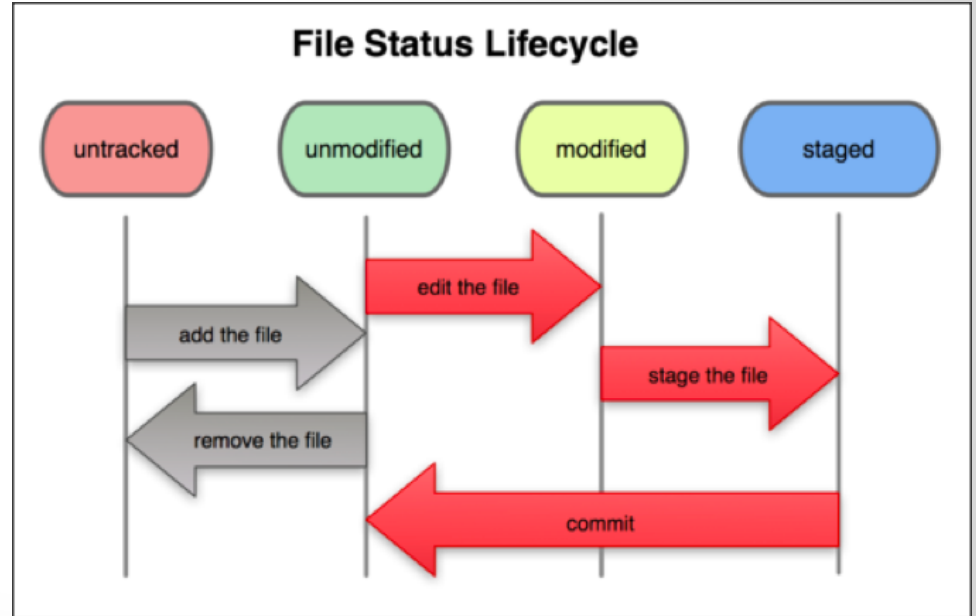 File Status Lifecycle
untracked
unmodified
modified
staged
edit the file
add the file
stage the file
remove the file
commit